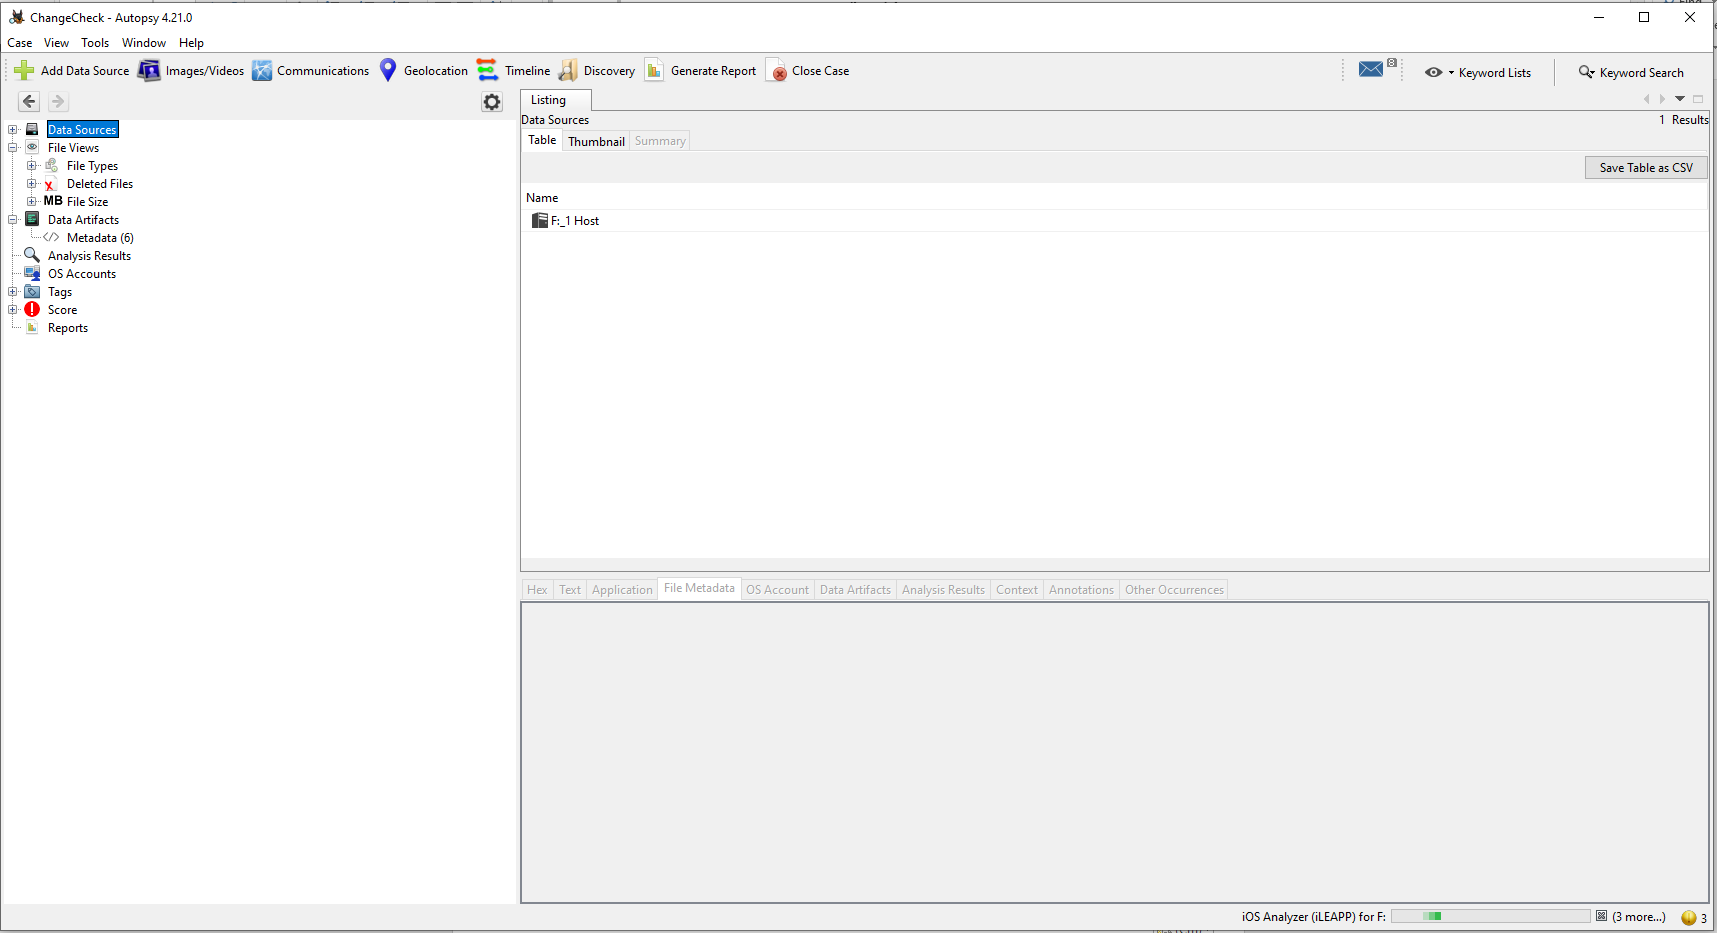 ChangeCheck - Autopsy 4.21.0
Case View Tools Window Help
Add Data Source Images/Videos Communications Geolocation Timeline Discovery Generate Report Close Case Keyword Lists Keyword Search
Data Sources
File Views
File Types
Deleted Files
MB File Size
Data Artifacts
Metadata (6)
Analysis Results
OS Accounts
Tags
Score
Reports
Listing
Data Sources 1 Results
Table Thumbnail Summary
Save Table as CSV
Name
F:_1 Host
Hex Text Application File Metadata OS Account Data Artifacts Analysis Results Context Annotations Other Occurrences
iOS Analyzer (iLEAPP) for F: (3 more...) 3